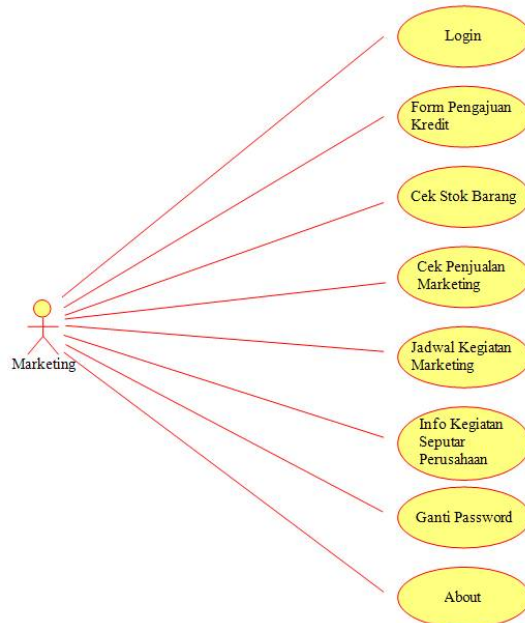 Login
Form Pengajuan
Kredit
Cek Stok Barang
Cek Penjualan
Marketing
Marketing
Jadwal Kegiatan
Marketing
Info Kegiatan
Seputar
Perusahaan
Ganti Password
About